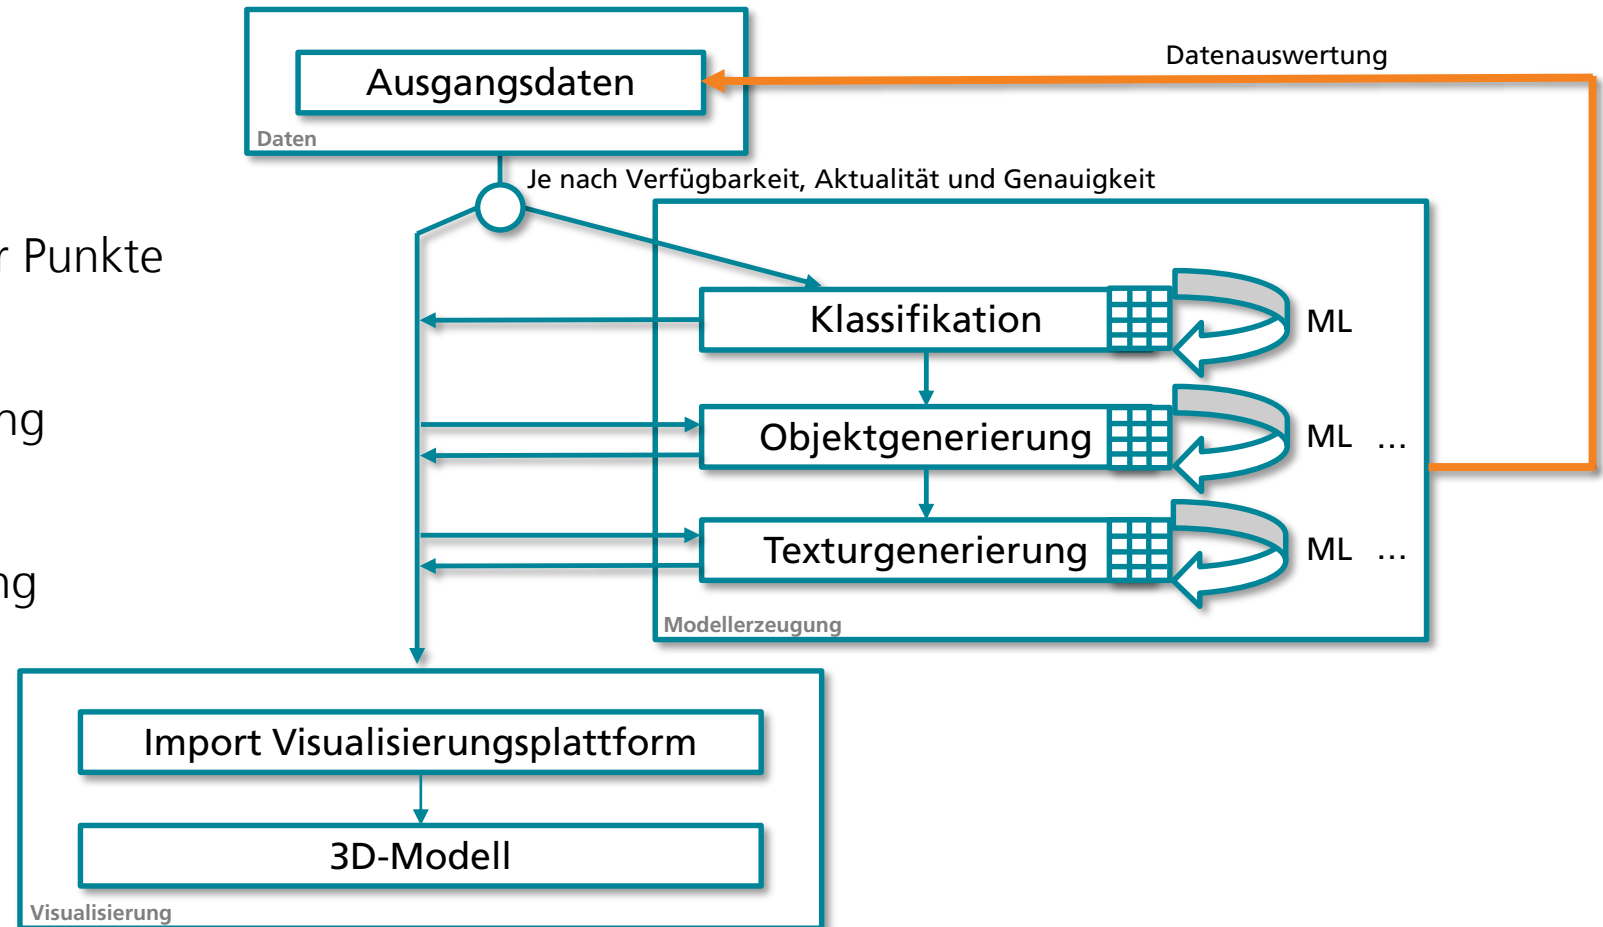 Datenauswertung
Ausgangsdaten
Daten
Je nach Verfügbarkeit, Aktualität und Genauigkeit
r Punkte
Klassifikation
ML
ng
Objektgenerierung
ML ...
Texturgenerierung
ML ...
ng
Modellerzeugung
Import Visualisierungsplattform
3D-Modell
Visualisierung